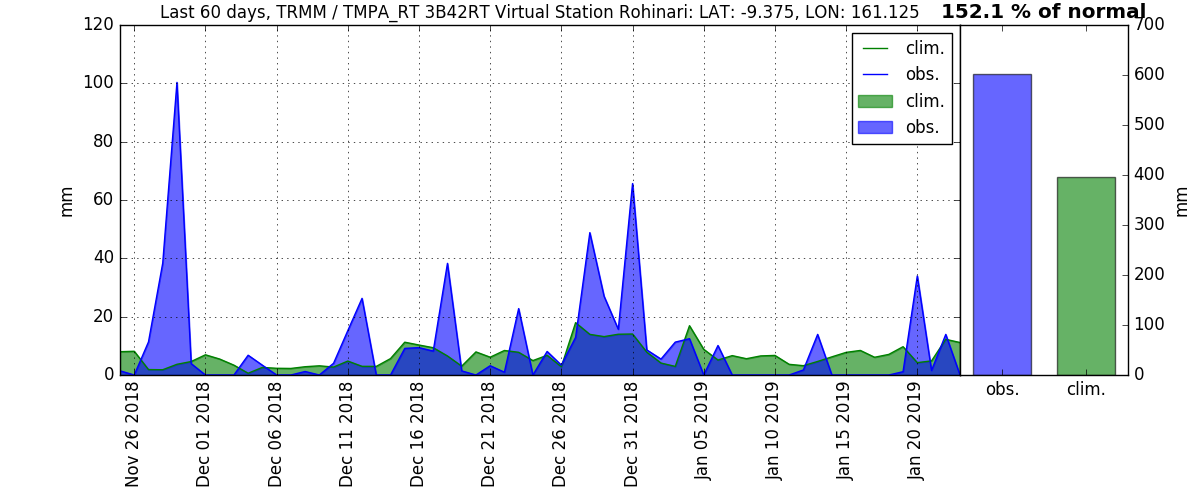 Last 60 days, TRMM / TMPA_RT 3B42RT Virtual Station Rohinari: LAT: -9.375, LON: 161.125
152.1 % of normal
120
100
80
60
40
20
0
mm
clim.
obs.
clim.
obs.
Nov 26 2018
Dec 01 2018
Dec 06 2018
Dec 11 2018
Dec 16 2018
Dec 21 2018
Dec 26 2018
Dec 31 2018
Jan 05 2019
Jan 10 2019
Jan 15 2019
Jan 20 2019
700
600
500
400
300
200
100
0
mm
obs.
clim.